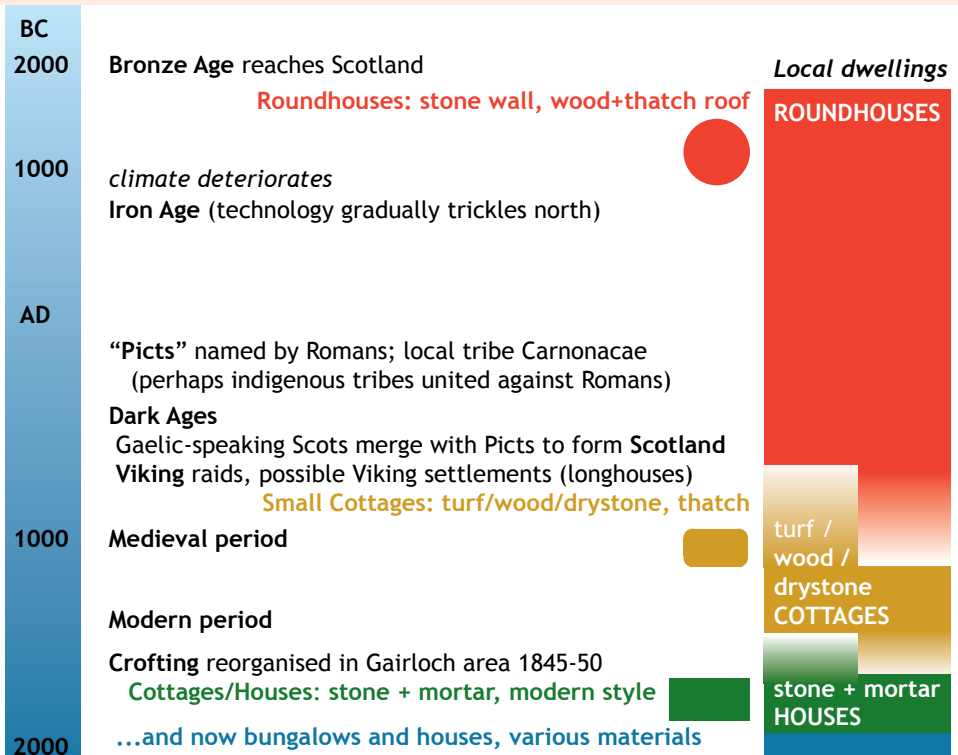 BC
2000
Bronze Age reaches Scotland
Local dwellings
Roundhouses: stone wall, wood+thatch roof
ROUNDHOUSES
1000
climate deteriorates
Iron Age (technology gradually trickles north)
AD
“Picts” named by Romans; local tribe Carnonacae
(perhaps indigenous tribes united against Romans)
Dark Ages
Gaelic-speaking Scots merge with Picts to form Scotland
Viking raids, possible Viking settlements (longhouses)
Small Cottages: turf/wood/drystone, thatch
1000
Medieval period
turf /
wood /
drystone
COTTAGES
Modern period
Crofting reorganised in Gairloch area 1845-50
Cottages/Houses: stone + mortar, modern style
stone + mortar
HOUSES
...and now bungalows and houses, various materials
2000